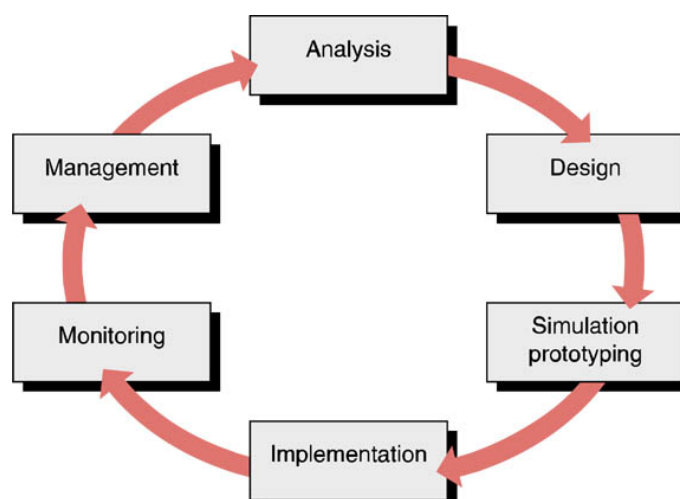 Analysis
Design
Simulation
prototyping
Implementation
Monitoring
Management